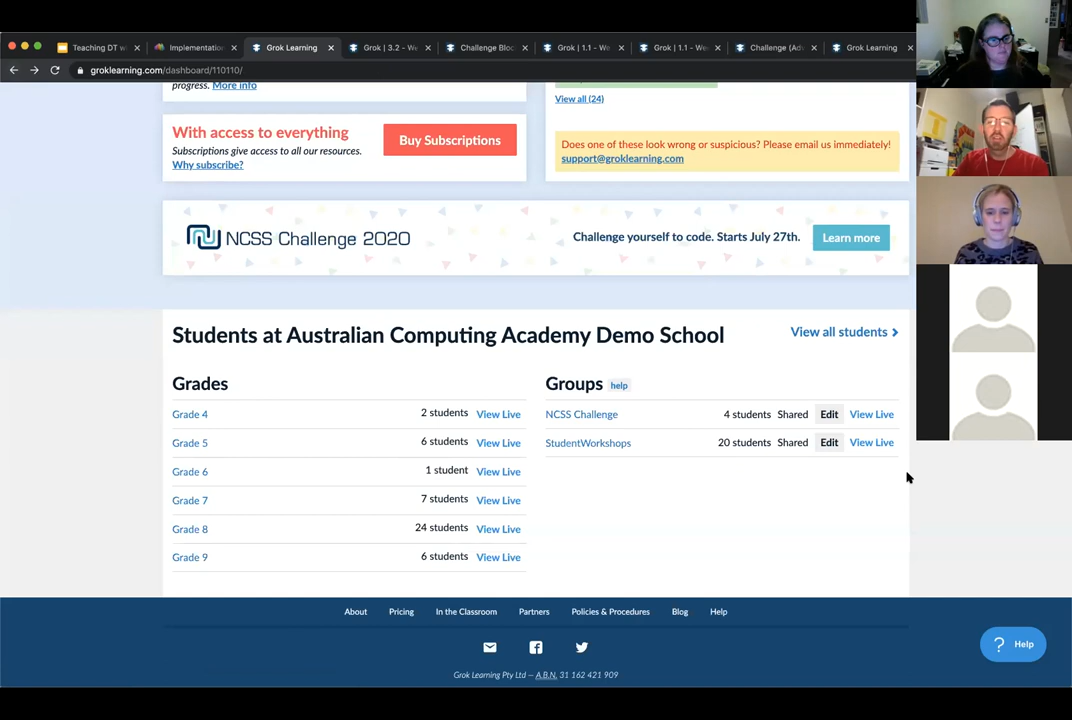 Teaching DT w
Implementation
Grok Learning
Grok | 3.2 - We
Challenge Bloc
Grok | 1.1 - We
Grok | 1.1 - We
Challenge (Adv
Grok Learning
groklearning.com/dashboard/110110/
progress. More info
View all (24)
With access to everything
Subscriptions give access to all our resources.
Why subscribe?
Buy Subscriptions
Does one of these look wrong or suspicious? Please email us immediately!
support@groklearning.com
NCSS Challenge 2020
Challenge yourself to code. Starts July 27th.
Learn more
Students at Australian Computing Academy Demo School
View all students
Grades
Grade 4 2 students View Live
Grade 5 6 students View Live
Grade 6 1 student View Live
Grade 7 7 students View Live
Grade 8 24 students View Live
Grade 9 6 students View Live
Groups help
NCSS Challenge 4 students Shared Edit View Live
StudentWorkshops 20 students Shared Edit View Live
About Pricing In the Classroom Partners Policies & Procedures Blog Help
? Help
Grok Learning Pty Ltd — A.B.N. 31 162 421 909